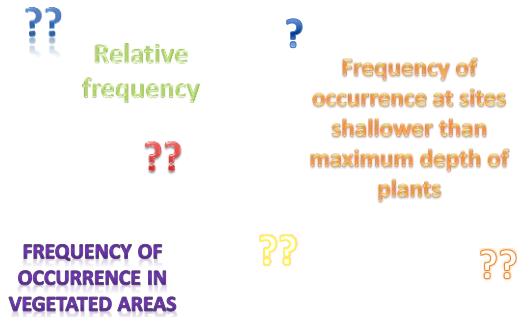 ??
?
Relative
frequency
Frequency of
occurrence at sites
shallower than
maximum depth of
plants
??
FREQUENCY OF
OCCURRENCE IN
VEGETATED AREAS
??
??